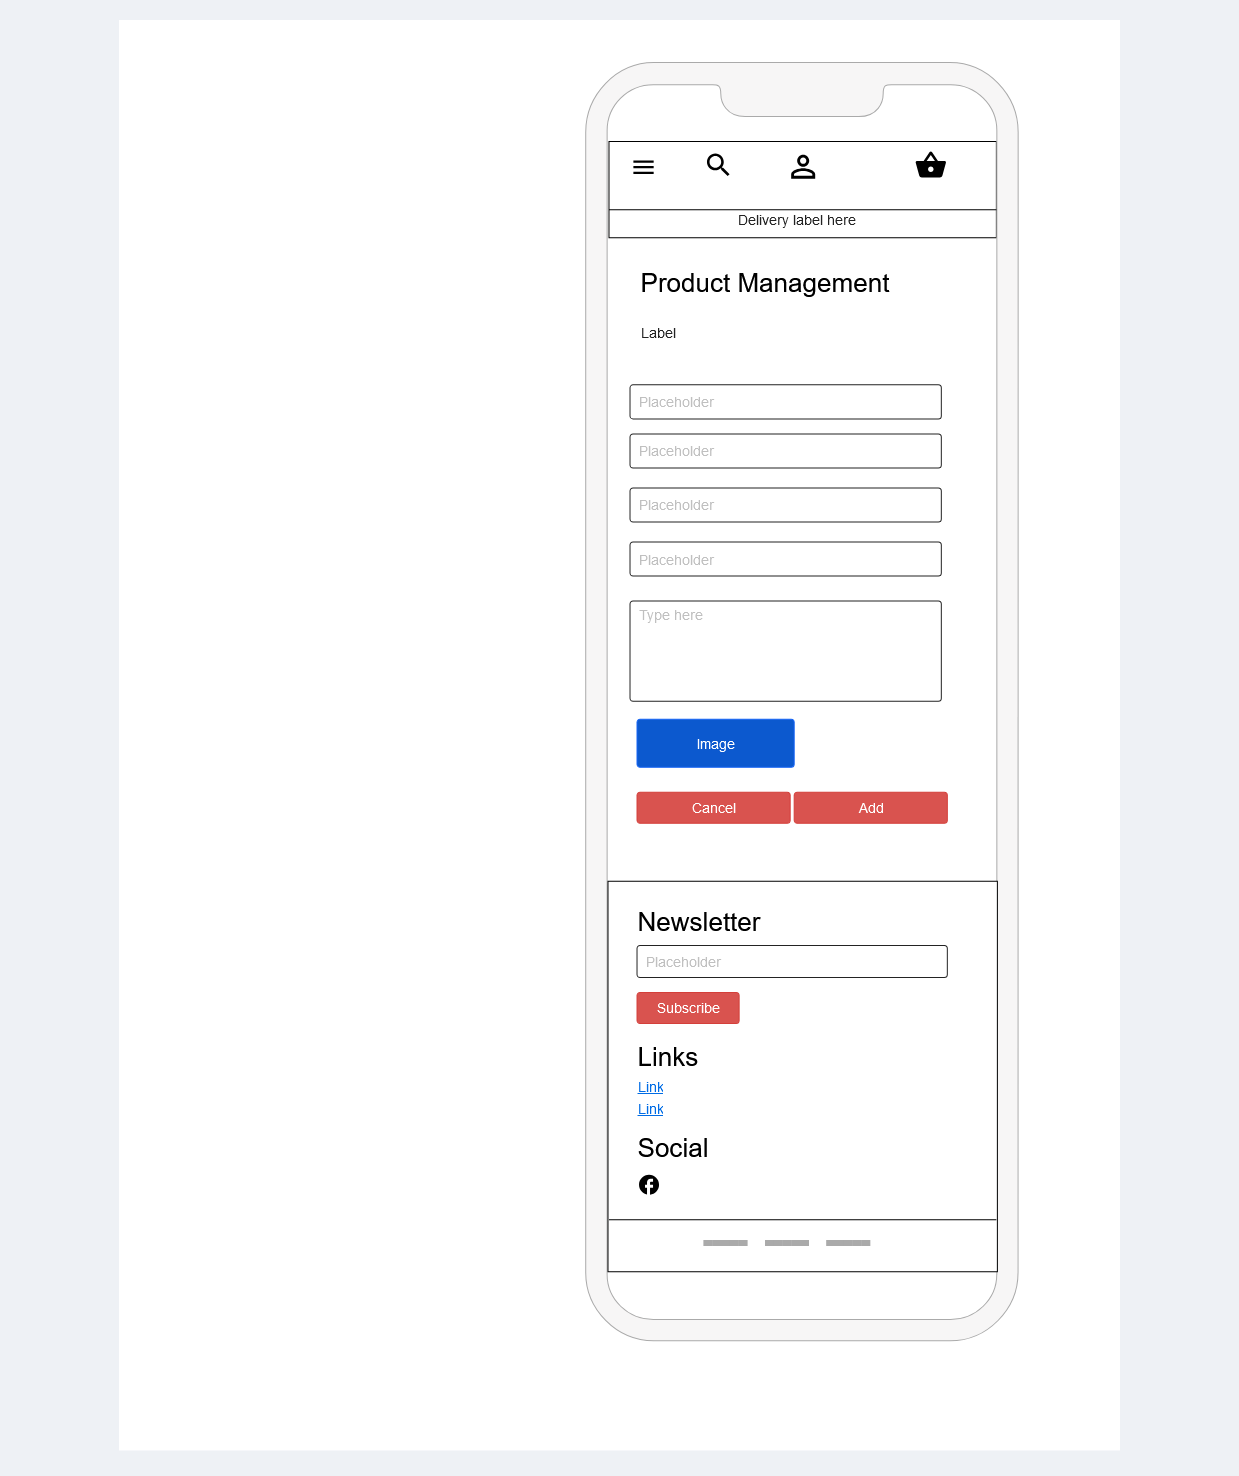 Delivery label here
Product Management
Label
Placeholder
Placeholder
Placeholder
Placeholder
Type here
Image
Cancel Add
Newsletter
Placeholder
Subscribe
Links
Link
Link
Social